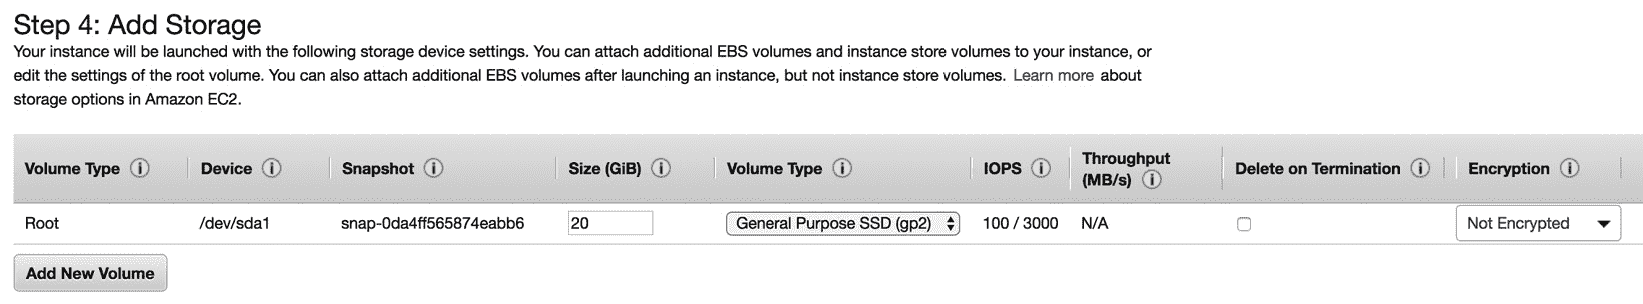 Step 4: Add Storage
Your instance will be launched with the following storage device settings. You can attach additional EBS volumes and instance store volumes to your instance, or
edit the settings of the root volume. You can also attach additional EBS volumes after launching an instance, but not instance store volumes. Learn more about
storage options in Amazon EC2.
Volume Type Device Snapshot Size (GiB) Volume Type IOPS Throughput (MB/s) Delete on Termination Encryption
Root /dev/sda1 snap-0da4ff565874eabb6 20 General Purpose SSD (gp2) 100 / 3000 N/A Not Encrypted
Add New Volume